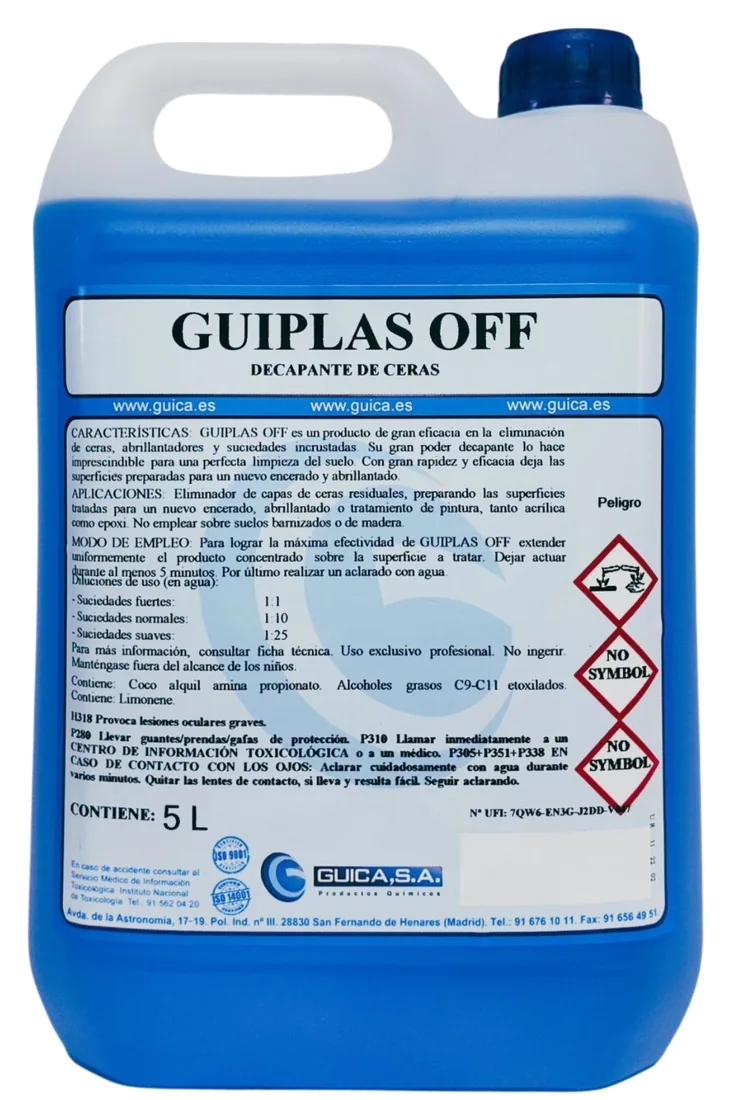 GUIPLAS OFF
DECAPANTE DE CERAS
www.guica.es www.guica.es www.guica.es
CARACTERÍSTICAS: GUIPLAS OFF es un producto de gran eficacia en la eliminación
de ceras, abrillantadores y suciedades incrustadas. Su gran poder decapante lo hace
imprescindible para una perfecta limpieza del suelo. Con gran rapidez y eficacia deja las
superficies preparadas para un nuevo encerado y abrillantado.
APLICACIONES: Eliminador de capas de ceras residuales, preparando las superficies
tratadas para un nuevo encerado, abrillantado o tratamiento de pintura, tanto acrílica
como epoxi. No emplear sobre suelos barnizados o de madera.
MODO DE EMPLEO: Para lograr la máxima efectividad de GUIPLAS OFF extender
uniformemente el producto concentrado sobre la superficie a tratar. Dejar actuar
durante al menos 5 minutos. Por último realizar un aclarado con agua.
Diluciones de uso (en agua):
- Suciedades fuertes: 1:1
- Suciedades normales: 1:10
- Suciedades suaves: 1:25
Para más información, consultar ficha técnica. Uso exclusivo profesional. No ingerir.
Manténgase fuera del alcance de los niños.
Contiene: Coco alquil amina propionato. Alcoholes grasos C9-C11 etoxilados.
Contiene: Limonene.
H318 Provoca lesiones oculares graves.
P280 Llevar guantes/prendas/gafas de protección. P310 Llamar inmediatamente a un
CENTRO DE INFORMACIÓN TOXICOLÓGICA o a un médico. P305+P351+P338 EN
CASO DE CONTACTO CON LOS OJOS: Aclarar cuidadosamente con agua durante
varios minutos. Quitar las lentes de contacto, si lleva y resulta fácil. Seguir aclarando.
Peligro
NO
SYMBOL
NO
SYMBOL
CONTIENE: 5 L
Nº UFI: 7QW6-EN3G-J2DD-
En caso de accidente consultar al
Servicio Médico de Información
Toxicologica Instituto Nacional
de Toxicología Tel. 91 562 04 20
ISO 9001
ISO 14001
GUICA, S.A.
Productos Químicos
Avda. de la Astronomía, 17-19. Pol. Ind. nº III. 28830 San Fernando de Henares (Madrid). Tel.: 91 676 10 11. Fax: 91 656 49 51.